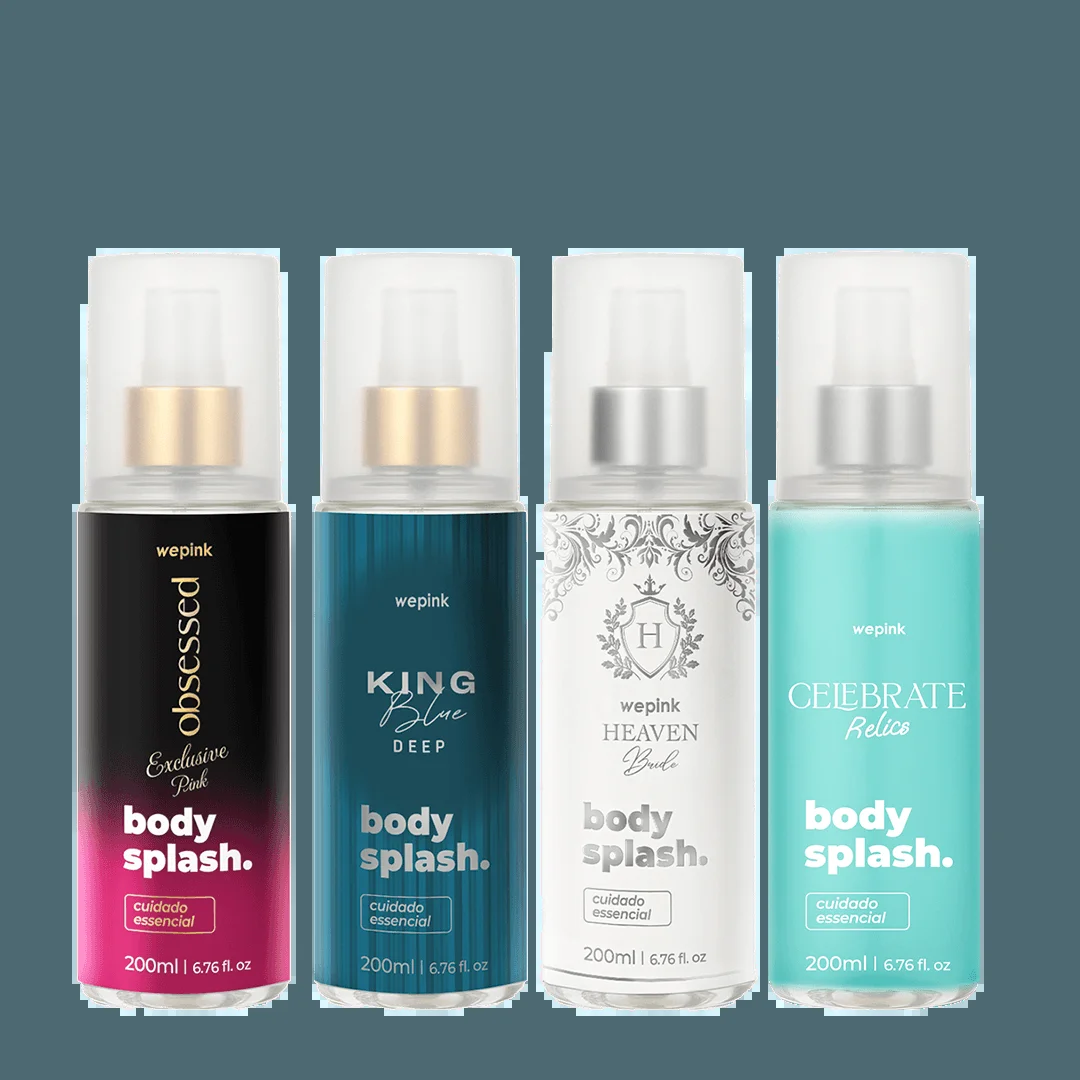 wepink
obsessed
Exclusive
Pink
body
splash.
cuidado
essencial
200ml | 6.76 fl. oz
wepink
KING
Blue
DEEP
body
splash.
cuidado
essencial
200ml | 6.76 fl. oz
H
wepink
HEAVEN
Bride
body
splash.
cuidado
essencial
200ml | 6.76 fl. oz
wepink
CELEBRATE
Relics
body
splash.
cuidado
essencial
200ml | 6.76 fl. oz